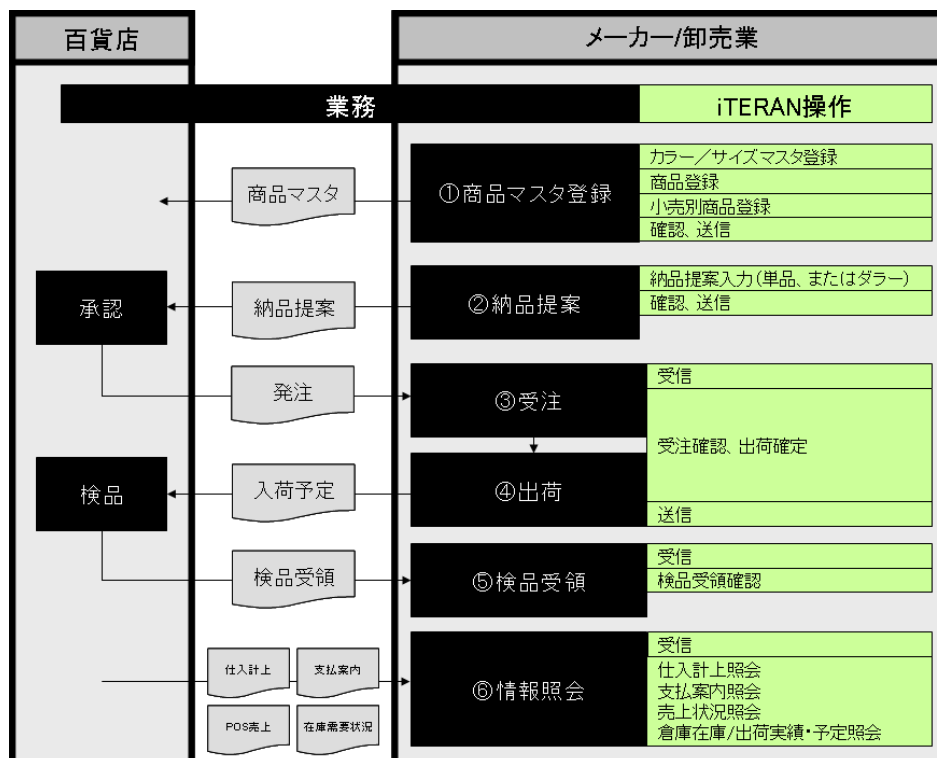 百貨店
メーカー/卸売業
業務
iTERAN操作
商品マスタ
①商品マスタ登録
カラー／サイズマスタ登録
商品登録
小売別商品登録
確認、送信
承認
納品提案
②納品提案
納品提案入力(単品、またはダラー)
確認、送信
発注
③受注
受信
受注確認、出荷確定
検品
入荷予定
④出荷
送信
検品受領
⑤検品受領
受信
検品受領確認
仕入計上
支払案内
POS売上
在庫需要状況
⑥情報照会
受信
仕入計上照会
支払案内照会
売上状況照会
倉庫在庫/出荷実績・予定照会